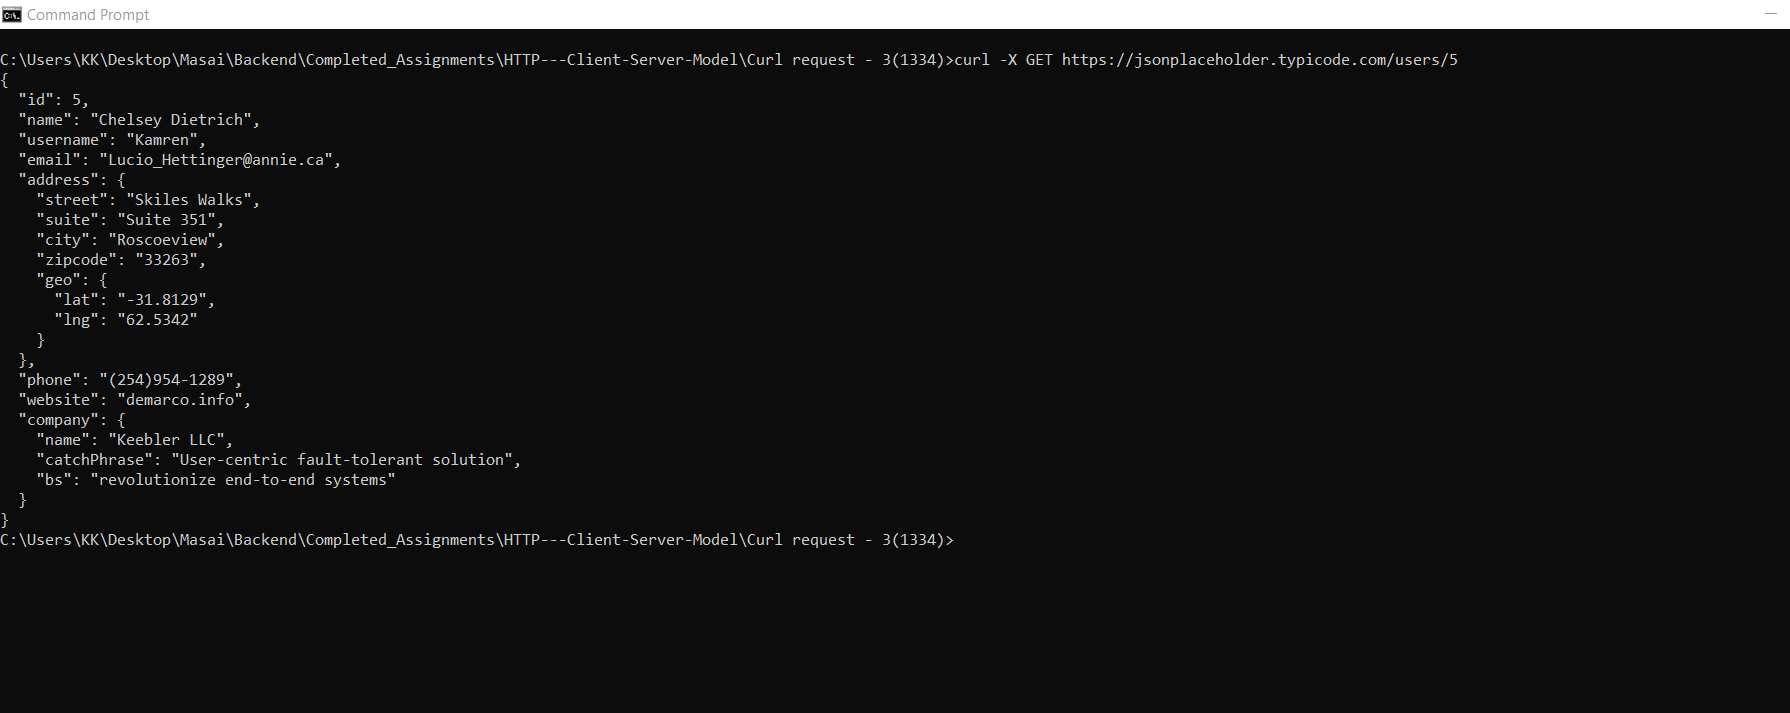 Command Prompt
C:\Users\KK\Desktop\Masai\Backend\Completed_Assignments\HTTP---Client-Server-Model\Curl request - 3(1334)>curl -X GET https://jsonplaceholder.typicode.com/users/5
{
  "id": 5,
  "name": "Chelsey Dietrich",
  "username": "Kamren",
  "email": "Lucio_Hettinger@annie.ca",
  "address": {
    "street": "Skiles Walks",
    "suite": "Suite 351",
    "city": "Roscoeview",
    "zipcode": "33263",
    "geo": {
      "lat": "-31.8129",
      "lng": "62.5342"
    }
  },
  "phone": "(254)954-1289",
  "website": "demarco.info",
  "company": {
    "name": "Keebler LLC",
    "catchPhrase": "User-centric fault-tolerant solution",
    "bs": "revolutionize end-to-end systems"
  }
}
C:\Users\KK\Desktop\Masai\Backend\Completed_Assignments\HTTP---Client-Server-Model\Curl request - 3(1334)>